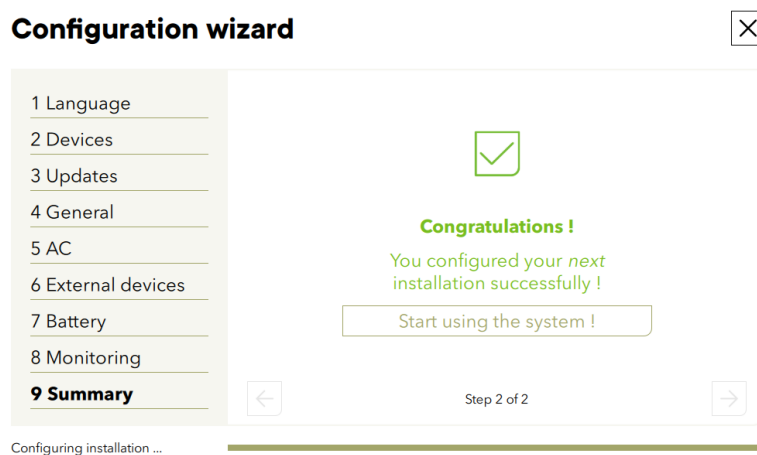 Configuration wizard
1 Language
2 Devices
3 Updates
4 General
5 AC
6 External devices
7 Battery
8 Monitoring
9 Summary
Congratulations !
You configured your next
installation successfully !
Start using the system !
Step 2 of 2
Configuring installation ...